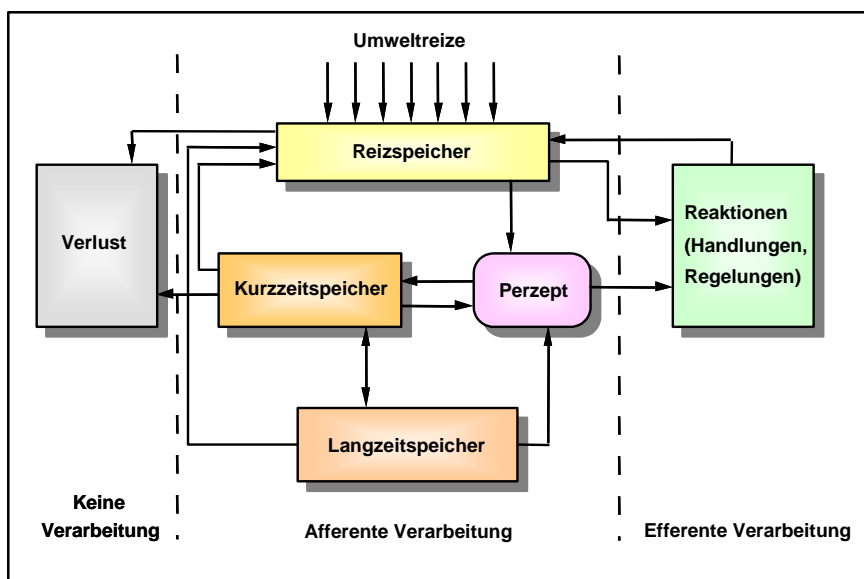 Umweltreize
Reizspeicher
Verlust
Reaktionen
(Handlungen,
Regelungen)
Kurzzeitspeicher
Perzept
Langzeitspeicher
Keine
Verarbeitung
Afferente Verarbeitung
Efferente Verarbeitung